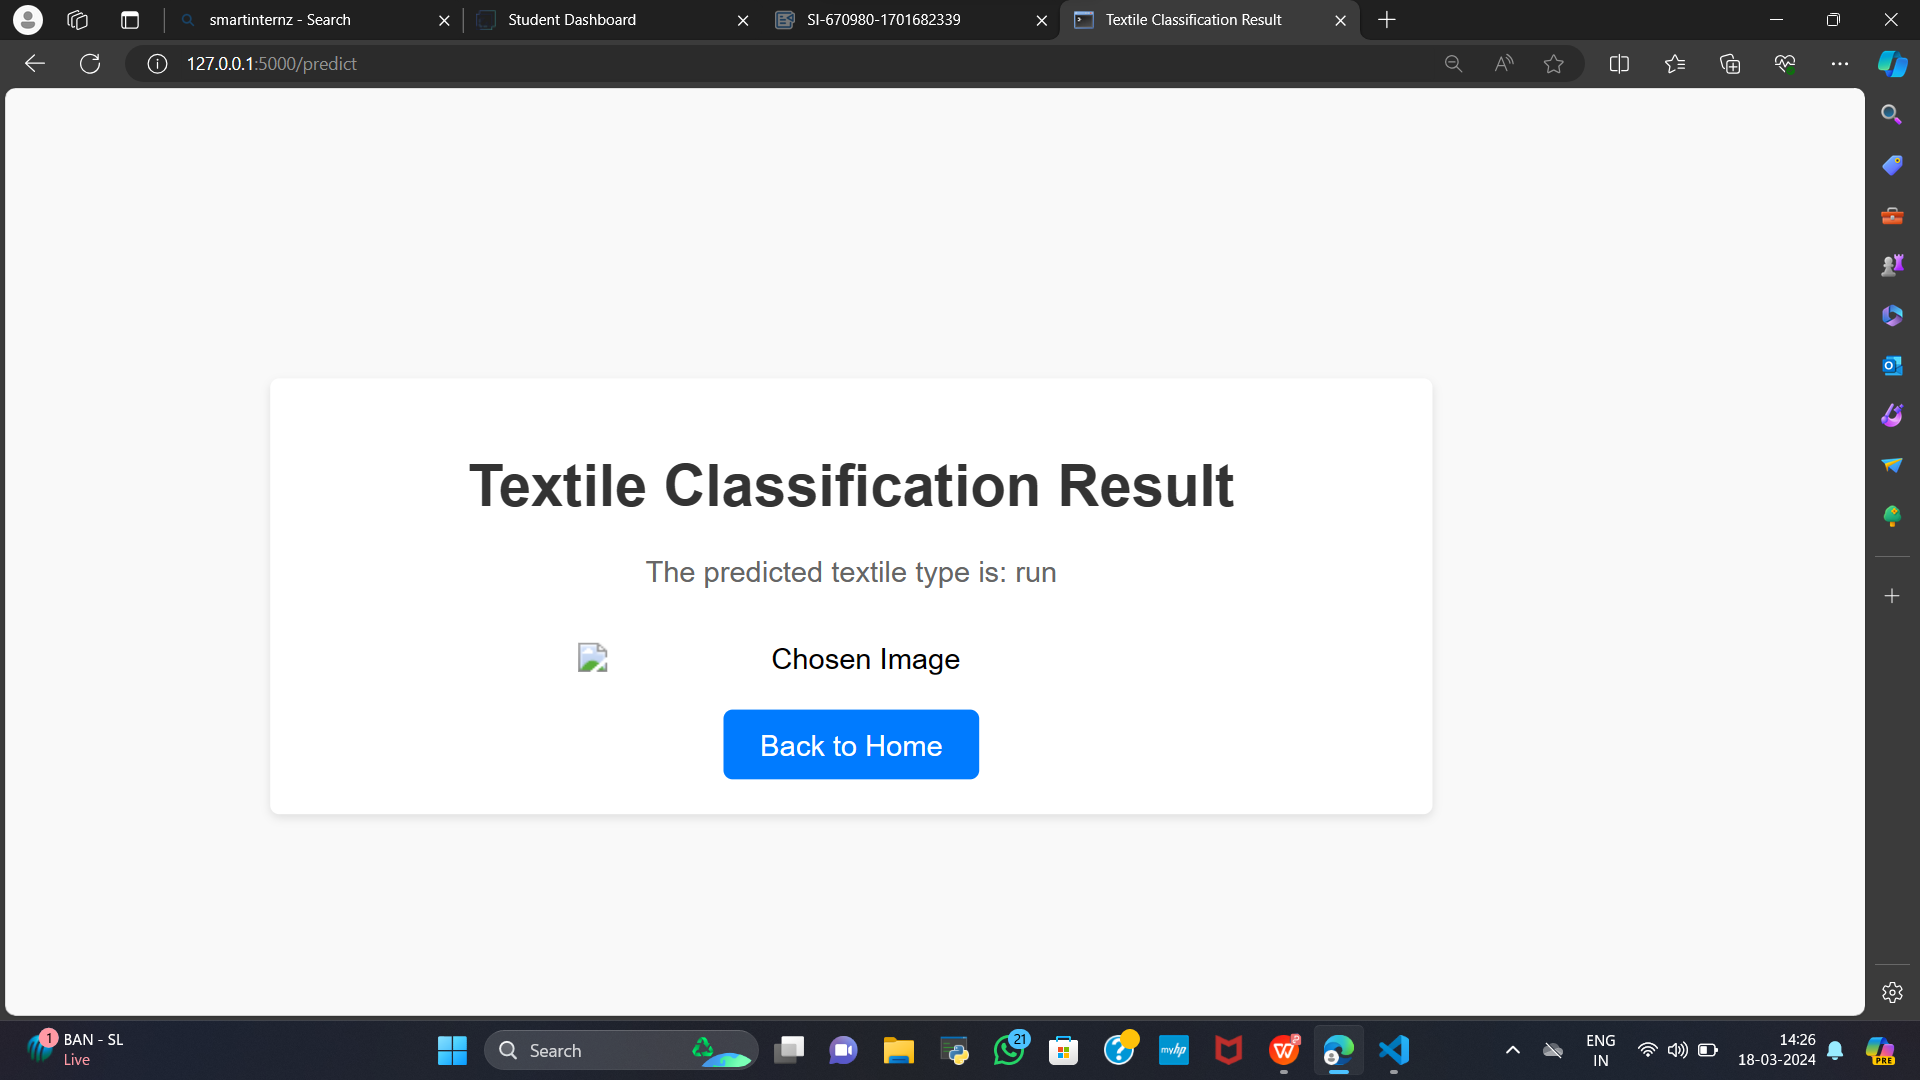 smartinternz - Search
Student Dashboard
SI-670980-1701682339
Textile Classification Result
127.0.0.1:5000/predict
Textile Classification Result
The predicted textile type is: run
Chosen Image
Back to Home
1
BAN - SL
Live
Search
21
myhp
ENG
IN
14:26
18-03-2024
PRE